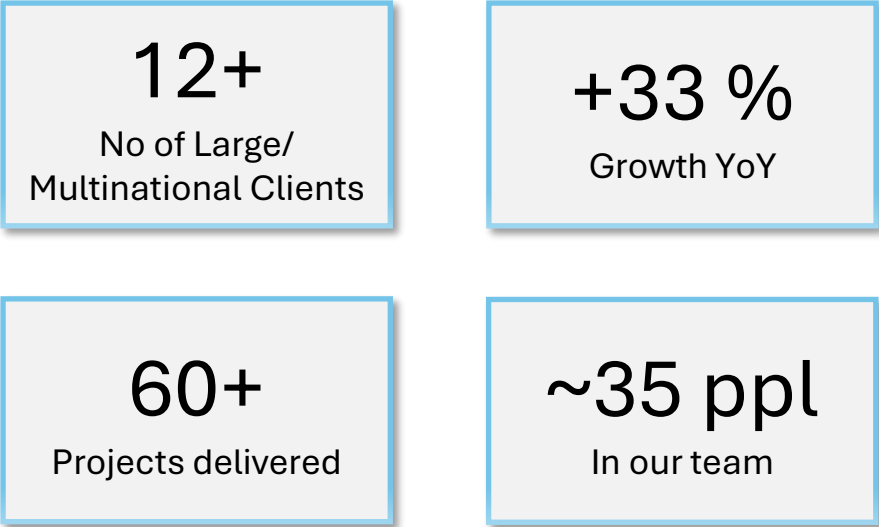 12+
No of Large/
Multinational Clients
+33 %
Growth YoY
60+
Projects delivered
~35 ppl
In our team